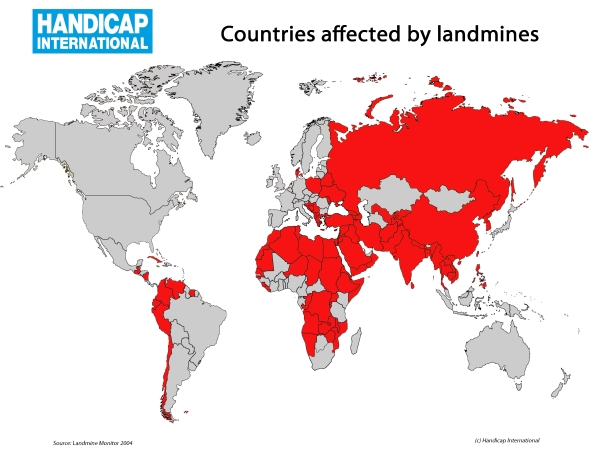 HANDICAP
INTERNATIONAL
Countries affected by landmines
Source: Landmine Monitor 2004
(c) Handicap International